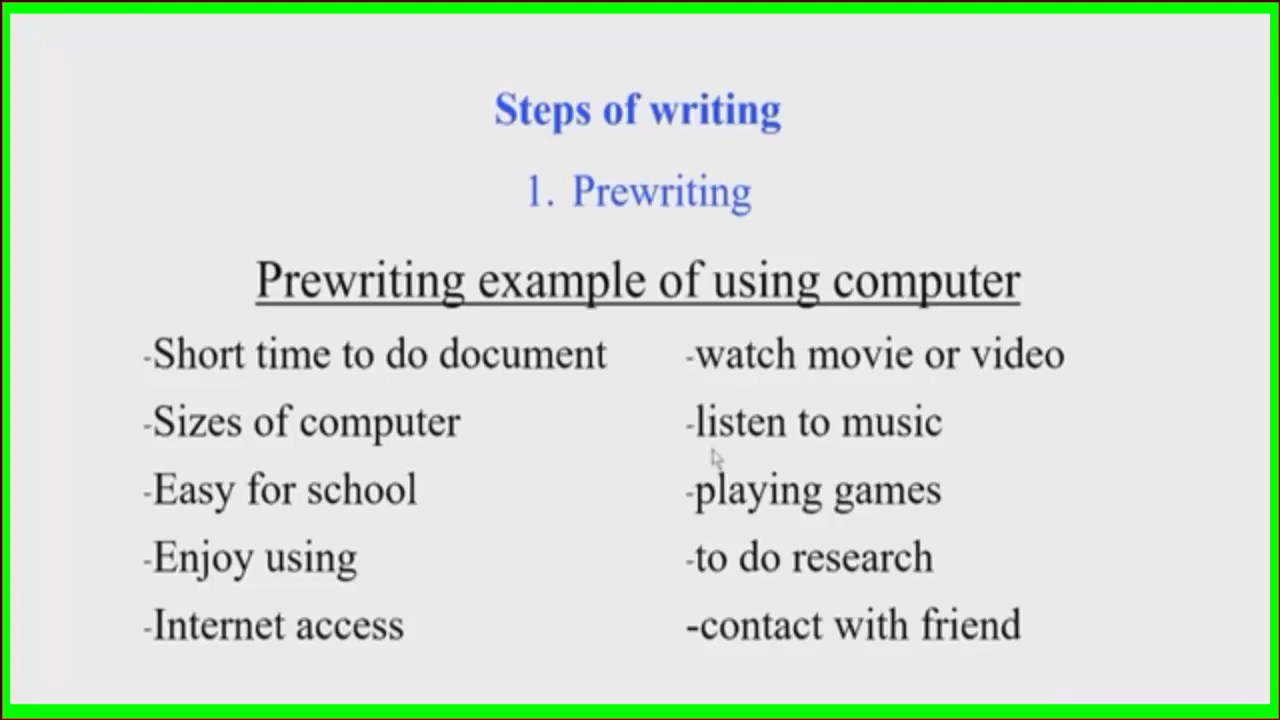 Steps of writing
1. Prewriting
Prewriting example of using computer
-Short time to do document
-Sizes of computer
-Easy for school
-Enjoy using
-Internet access
-watch movie or video
-listen to music
-playing games
-to do research
-contact with friend